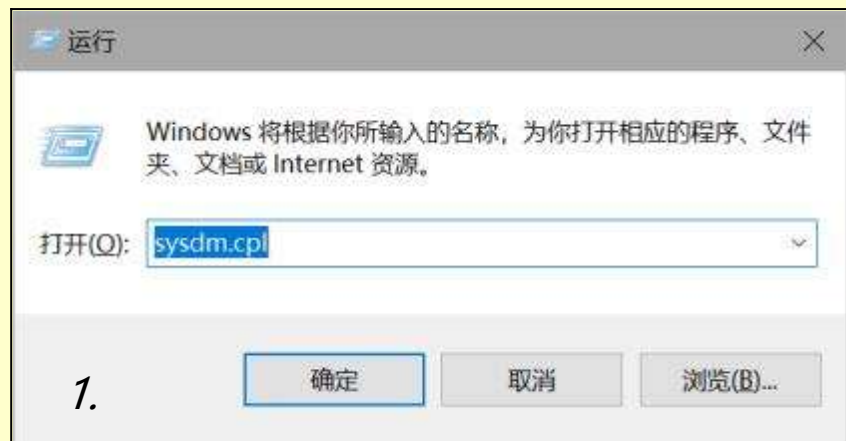 运行
Windows 将根据你所输入的名称，为你打开相应的程序、文件
夹、文档或 Internet 资源。
打开(O): sysdm.cpl
1.
确定 取消 浏览(B)...